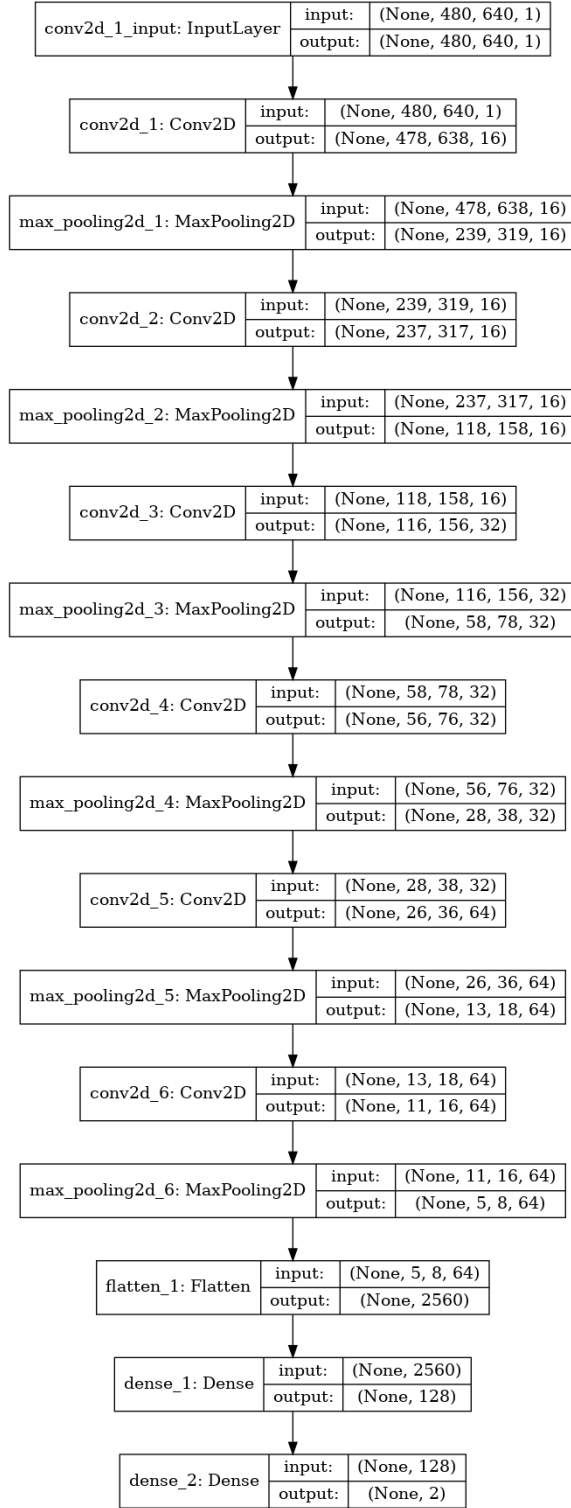 conv2d_1_input: InputLayer input: (None, 480, 640, 1)
output: (None, 480, 640, 1)
conv2d_1: Conv2D input: (None, 480, 640, 1)
output: (None, 478, 638, 16)
max_pooling2d_1: MaxPooling2D input: (None, 478, 638, 16)
output: (None, 239, 319, 16)
conv2d_2: Conv2D input: (None, 239, 319, 16)
output: (None, 237, 317, 16)
max_pooling2d_2: MaxPooling2D input: (None, 237, 317, 16)
output: (None, 118, 158, 16)
conv2d_3: Conv2D input: (None, 118, 158, 16)
output: (None, 116, 156, 32)
max_pooling2d_3: MaxPooling2D input: (None, 116, 156, 32)
output: (None, 58, 78, 32)
conv2d_4: Conv2D input: (None, 58, 78, 32)
output: (None, 56, 76, 32)
max_pooling2d_4: MaxPooling2D input: (None, 56, 76, 32)
output: (None, 28, 38, 32)
conv2d_5: Conv2D input: (None, 28, 38, 32)
output: (None, 26, 36, 64)
max_pooling2d_5: MaxPooling2D input: (None, 26, 36, 64)
output: (None, 13, 18, 64)
conv2d_6: Conv2D input: (None, 13, 18, 64)
output: (None, 11, 16, 64)
max_pooling2d_6: MaxPooling2D input: (None, 11, 16, 64)
output: (None, 5, 8, 64)
flatten_1: Flatten input: (None, 5, 8, 64)
output: (None, 2560)
dense_1: Dense input: (None, 2560)
output: (None, 128)
dense_2: Dense input: (None, 128)
output: (None, 2)